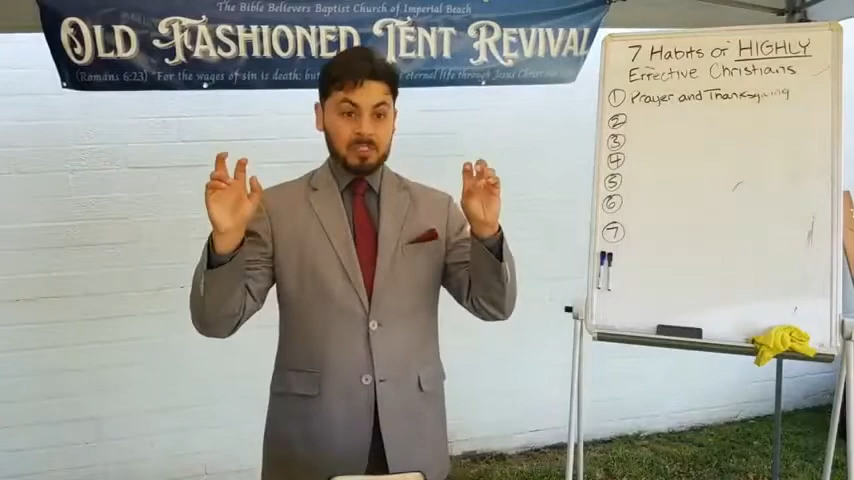 The Bible Believers Baptist Church of Imperial Beach
Old Fashioned Tent Revival
(Romans 6:23) "For the wages of sin is death: but eternal life through Jesus Christ
7 Habits of HIGHLY
Effective Christians
① Prayer and Thanksgiving
②
③
④
⑤
⑥
⑦